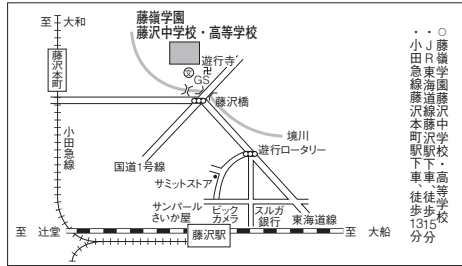 藤嶺学園
藤沢中学校・高等学校
至 大和
藤沢本町
遊行寺
文
卍
GS
藤沢橋
小田急線
境川
国道1号線
遊行ロータリー
サミットストア
サンパール
さいか屋
ビック
カメラ
スルガ
銀行
東海道線
至 辻堂
藤沢駅
至 大船
○藤嶺学園藤沢中学校・高等学校
・JR東海道線藤沢駅下車、徒歩15分
・小田急線藤沢本町駅下車、徒歩13分